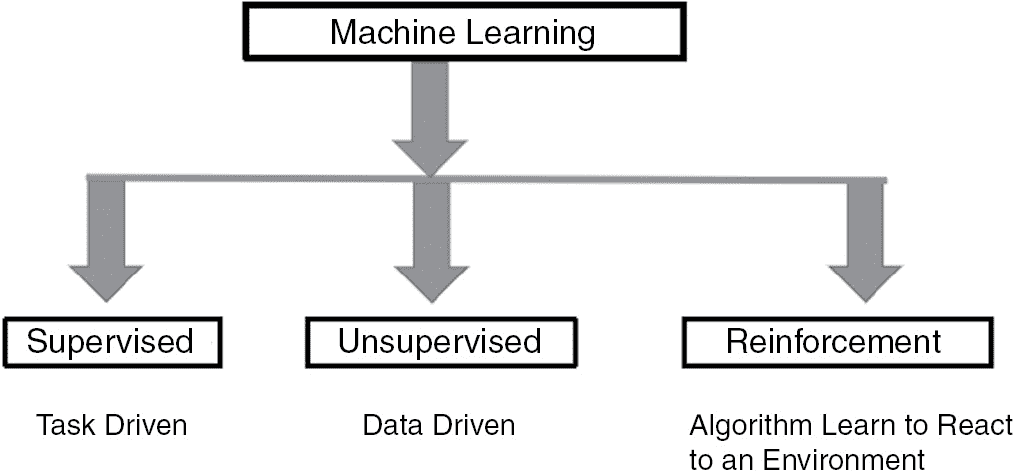 Machine Learning
Supervised
Unsupervised
Reinforcement
Task Driven
Data Driven
Algorithm Learn to React
to an Environment